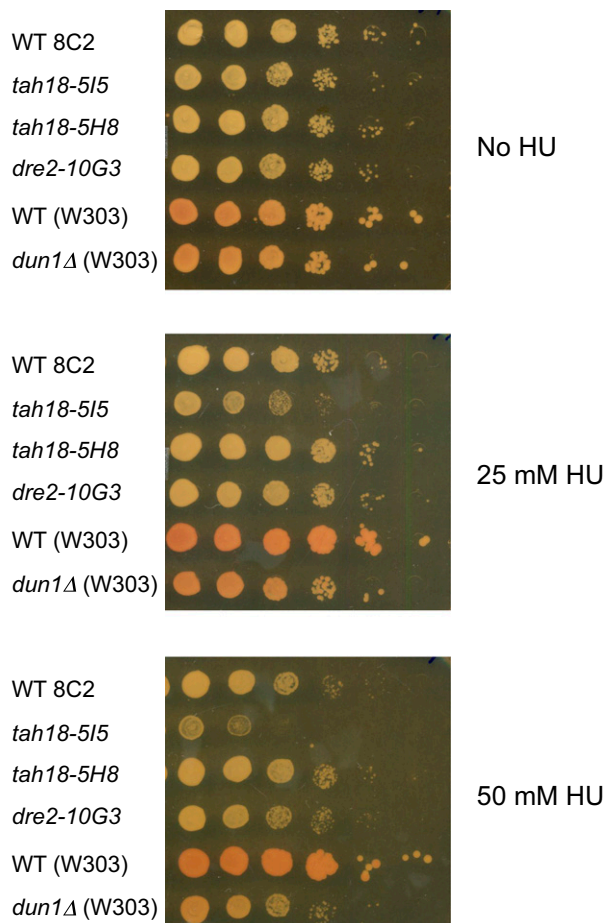 WT 8C2
tah18-5I5
tah18-5H8
dre2-10G3
WT (W303)
dun1Δ (W303)
No HU
WT 8C2
tah18-5I5
tah18-5H8
dre2-10G3
WT (W303)
dun1Δ (W303)
25 mM HU
WT 8C2
tah18-5I5
tah18-5H8
dre2-10G3
WT (W303)
dun1Δ (W303)
50 mM HU